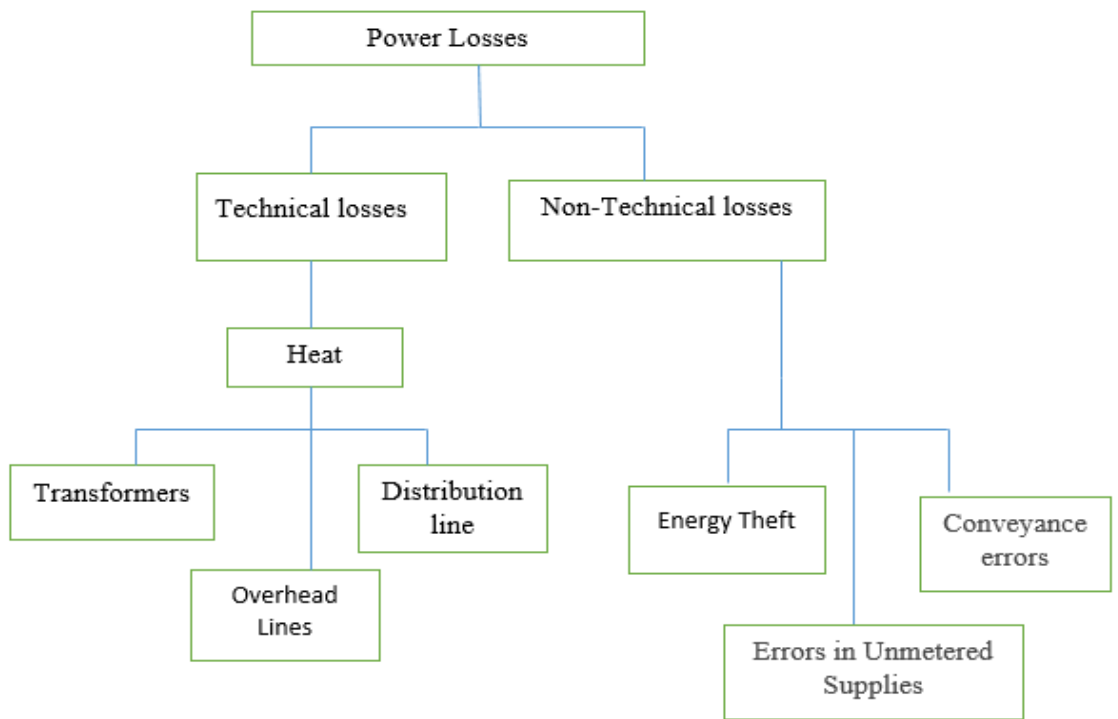 Power Losses
Technical losses
Non-Technical losses
Heat
Transformers
Distribution
line
Overhead
Lines
Energy Theft
Conveyance
errors
Errors in Unmetered
Supplies